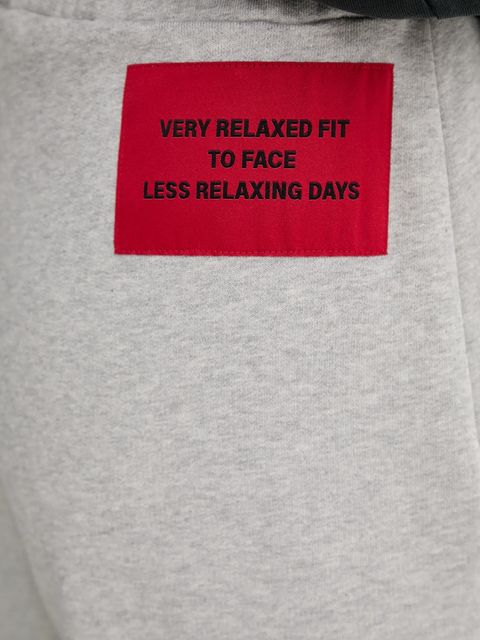 VERY RELAXED FIT
TO FACE
LESS RELAXING DAYS